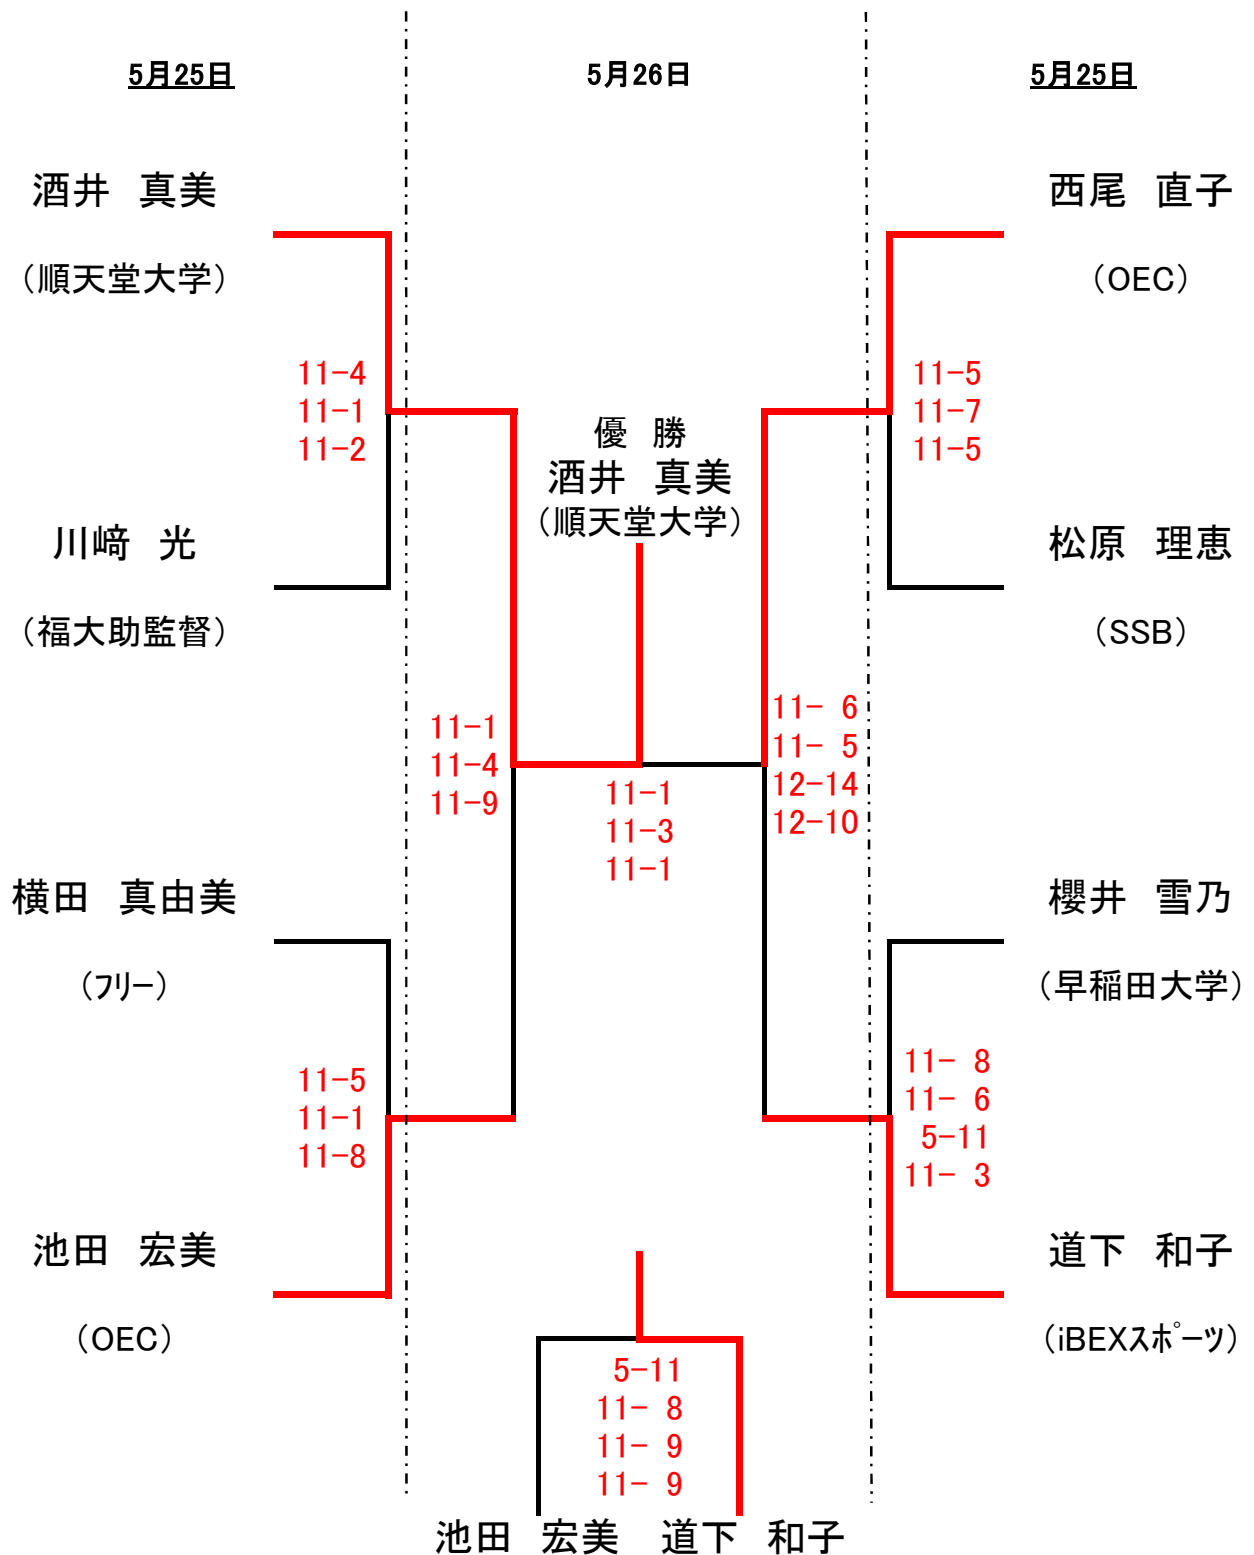 5月25日
5月26日
5月25日
酒井　真美
（順天堂大学）
西尾　直子
（OEC）
11-4
11-1
11-2
11-5
11-7
11-5
優　勝
酒井　真美
（順天堂大学）
川﨑　光
（福大助監督）
松原　理恵
（SSB）
11-1
11-4
11-9
11- 6
11- 5
12-14
12-10
11-1
11-3
11-1
横田　真由美
（フリー）
櫻井　雪乃
（早稲田大学）
11-5
11-1
11-8
11- 8
11- 6
5-11
11- 3
池田　宏美
（OEC）
道下　和子
（iBEXスポーツ）
5-11
11- 8
11- 9
11- 9
池田　宏美　道下　和子